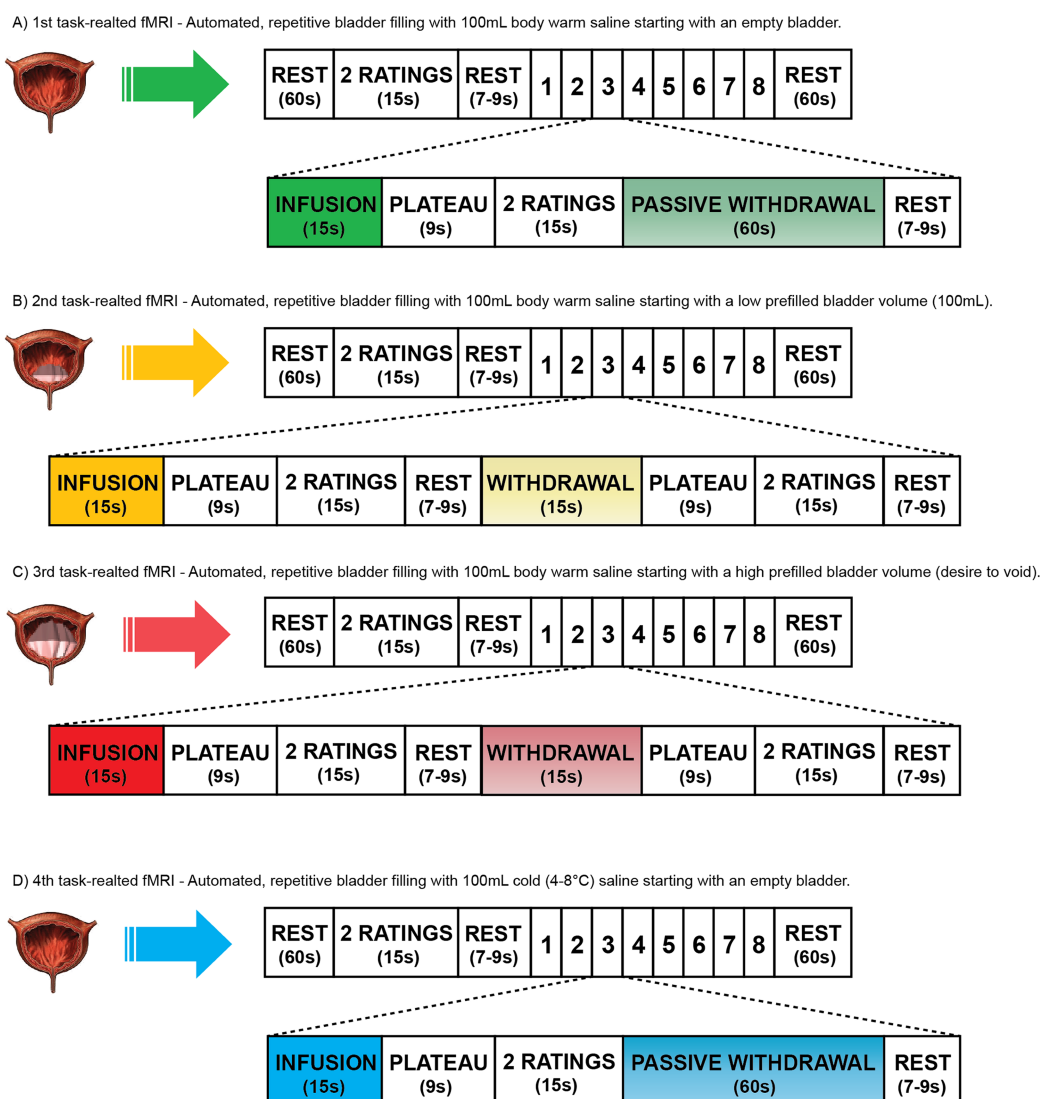 A) 1st task-realted fMRI - Automated, repetitive bladder filling with 100mL body warm saline starting with an empty bladder.
REST 2 RATINGS REST 1 2 3 4 5 6 7 8 REST
(60s) (15s) (7-9s) (60s)
INFUSION PLATEAU 2 RATINGS PASSIVE WITHDRAWAL REST
(15s) (9s) (15s) (60s) (7-9s)
B) 2nd task-realted fMRI - Automated, repetitive bladder filling with 100mL body warm saline starting with a low prefilled bladder volume (100mL).
REST 2 RATINGS REST 1 2 3 4 5 6 7 8 REST
(60s) (15s) (7-9s) (60s)
INFUSION PLATEAU 2 RATINGS REST WITHDRAWAL PLATEAU 2 RATINGS REST
(15s) (9s) (15s) (7-9s) (15s) (9s) (15s) (7-9s)
C) 3rd task-realted fMRI - Automated, repetitive bladder filling with 100mL body warm saline starting with a high prefilled bladder volume (desire to void).
REST 2 RATINGS REST 1 2 3 4 5 6 7 8 REST
(60s) (15s) (7-9s) (60s)
INFUSION PLATEAU 2 RATINGS REST WITHDRAWAL PLATEAU 2 RATINGS REST
(15s) (9s) (15s) (7-9s) (15s) (9s) (15s) (7-9s)
D) 4th task-realted fMRI - Automated, repetitive bladder filling with 100mL cold (4-8°C) saline starting with an empty bladder.
REST 2 RATINGS REST 1 2 3 4 5 6 7 8 REST
(60s) (15s) (7-9s) (60s)
INFUSION PLATEAU 2 RATINGS PASSIVE WITHDRAWAL REST
(15s) (9s) (15s) (60s) (7-9s)